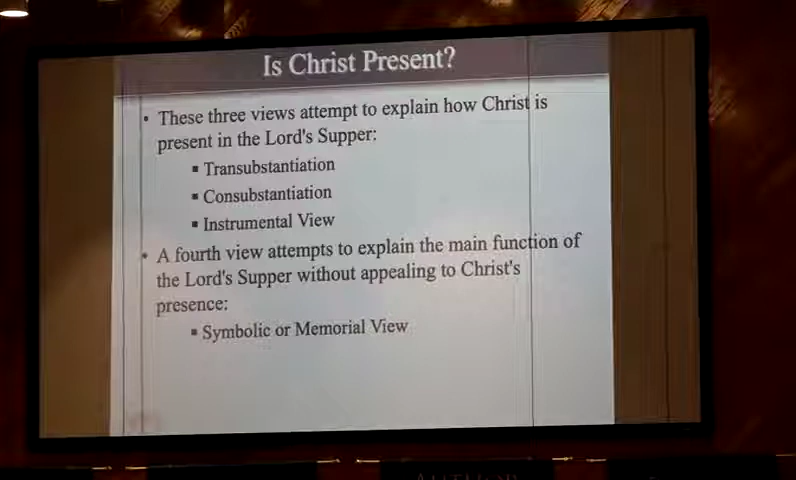 Is Christ Present?
• These three views attempt to explain how Christ is
present in the Lord's Supper:
▪ Transubstantiation
▪ Consubstantiation
▪ Instrumental View
• A fourth view attempts to explain the main function of
the Lord's Supper without appealing to Christ's
presence:
▪ Symbolic or Memorial View